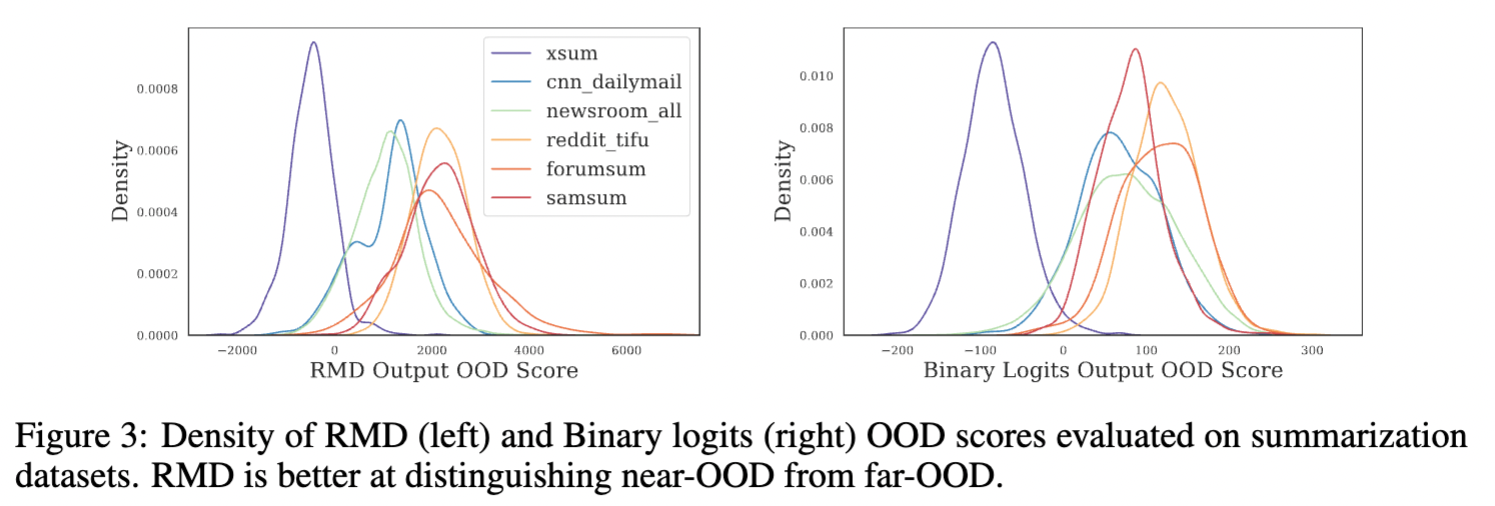 0.0008
0.0006
0.0004
0.0002
0.0000
Density
−2000 0 2000 4000 6000
RMD Output OOD Score
xsum
cnn_dailymail
newsroom_all
reddit_tifu
forumsum
samsum
0.010
0.008
0.006
0.004
0.002
0.000
Density
−200 −100 0 100 200 300
Binary Logits Output OOD Score
Figure 3: Density of RMD (left) and Binary logits (right) OOD scores evaluated on summarization
datasets. RMD is better at distinguishing near-OOD from far-OOD.